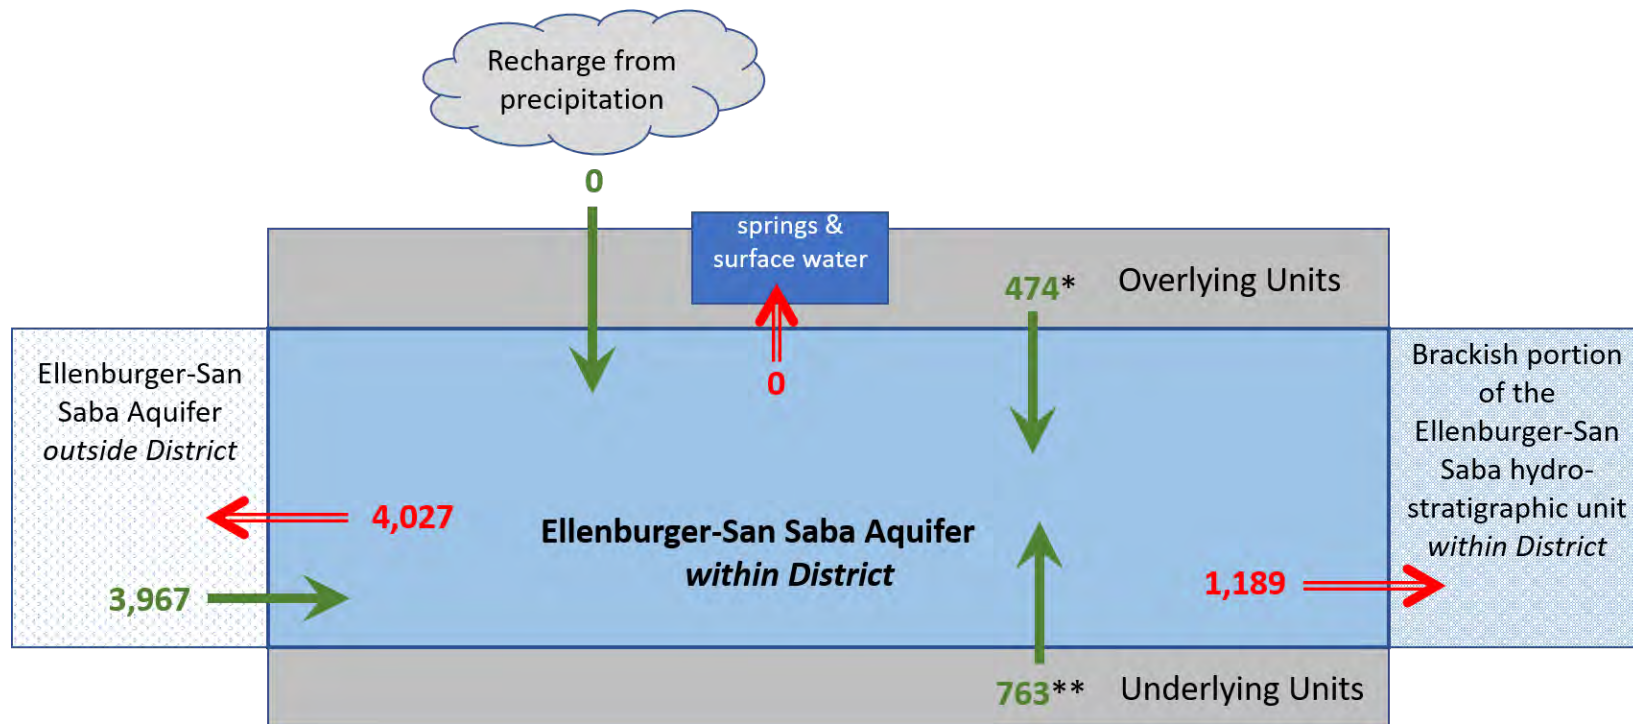 Recharge from
precipitation
0
springs &
surface water
474*
Overlying Units
0
Ellenburger-San
Saba Aquifer
outside District
4,027
3,967
Ellenburger-San Saba Aquifer
within District
Brackish portion
of the
Ellenburger-San
Saba hydro-
stratigraphic unit
within District
1,189
763**
Underlying Units